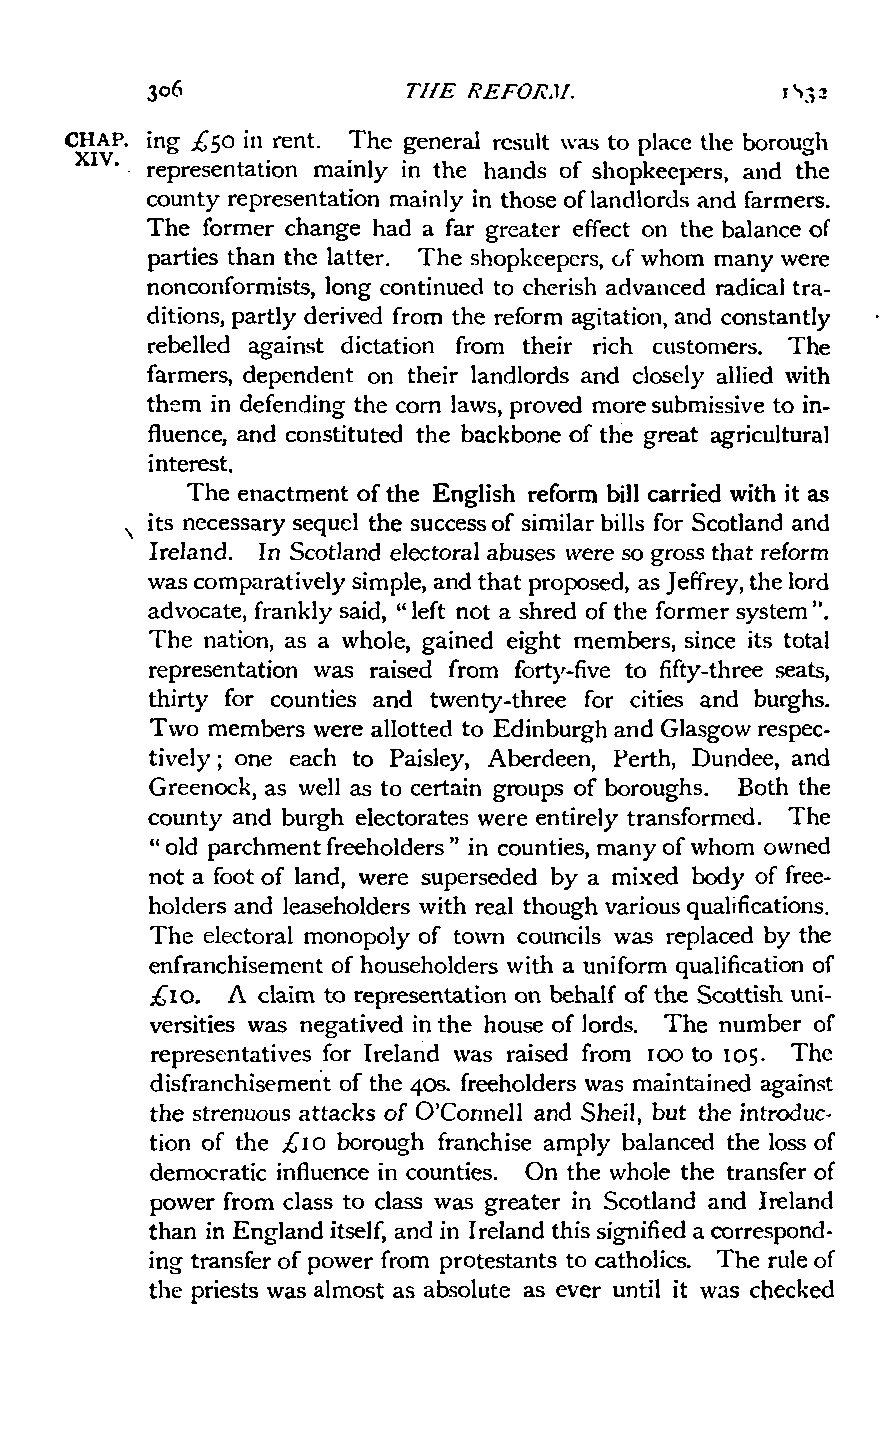 306 THE REFORM. 1832
CHAP. XIV.
ing £50 in rent. The general result was to place the borough
representation mainly in the hands of shopkeepers, and the
county representation mainly in those of landlords and farmers.
The former change had a far greater effect on the balance of
parties than the latter. The shopkeepers, of whom many were
nonconformists, long continued to cherish advanced radical tra-
ditions, partly derived from the reform agitation, and constantly
rebelled against dictation from their rich customers. The
farmers, dependent on their landlords and closely allied with
them in defending the corn laws, proved more submissive to in-
fluence, and constituted the backbone of the great agricultural
interest.
The enactment of the English reform bill carried with it as
its necessary sequel the success of similar bills for Scotland and
Ireland. In Scotland electoral abuses were so gross that reform
was comparatively simple, and that proposed, as Jeffrey, the lord
advocate, frankly said, "left not a shred of the former system".
The nation, as a whole, gained eight members, since its total
representation was raised from forty-five to fifty-three seats,
thirty for counties and twenty-three for cities and burghs.
Two members were allotted to Edinburgh and Glasgow respec-
tively; one each to Paisley, Aberdeen, Perth, Dundee, and
Greenock, as well as to certain groups of boroughs. Both the
county and burgh electorates were entirely transformed. The
"old parchment freeholders" in counties, many of whom owned
not a foot of land, were superseded by a mixed body of free-
holders and leaseholders with real though various qualifications.
The electoral monopoly of town councils was replaced by the
enfranchisement of householders with a uniform qualification of
£10. A claim to representation on behalf of the Scottish uni-
versities was negatived in the house of lords. The number of
representatives for Ireland was raised from 100 to 105. The
disfranchisement of the 40s. freeholders was maintained against
the strenuous attacks of O'Connell and Sheil, but the introduc-
tion of the £10 borough franchise amply balanced the loss of
democratic influence in counties. On the whole the transfer of
power from class to class was greater in Scotland and Ireland
than in England itself, and in Ireland this signified a correspond-
ing transfer of power from protestants to catholics. The rule of
the priests was almost as absolute as ever until it was checked